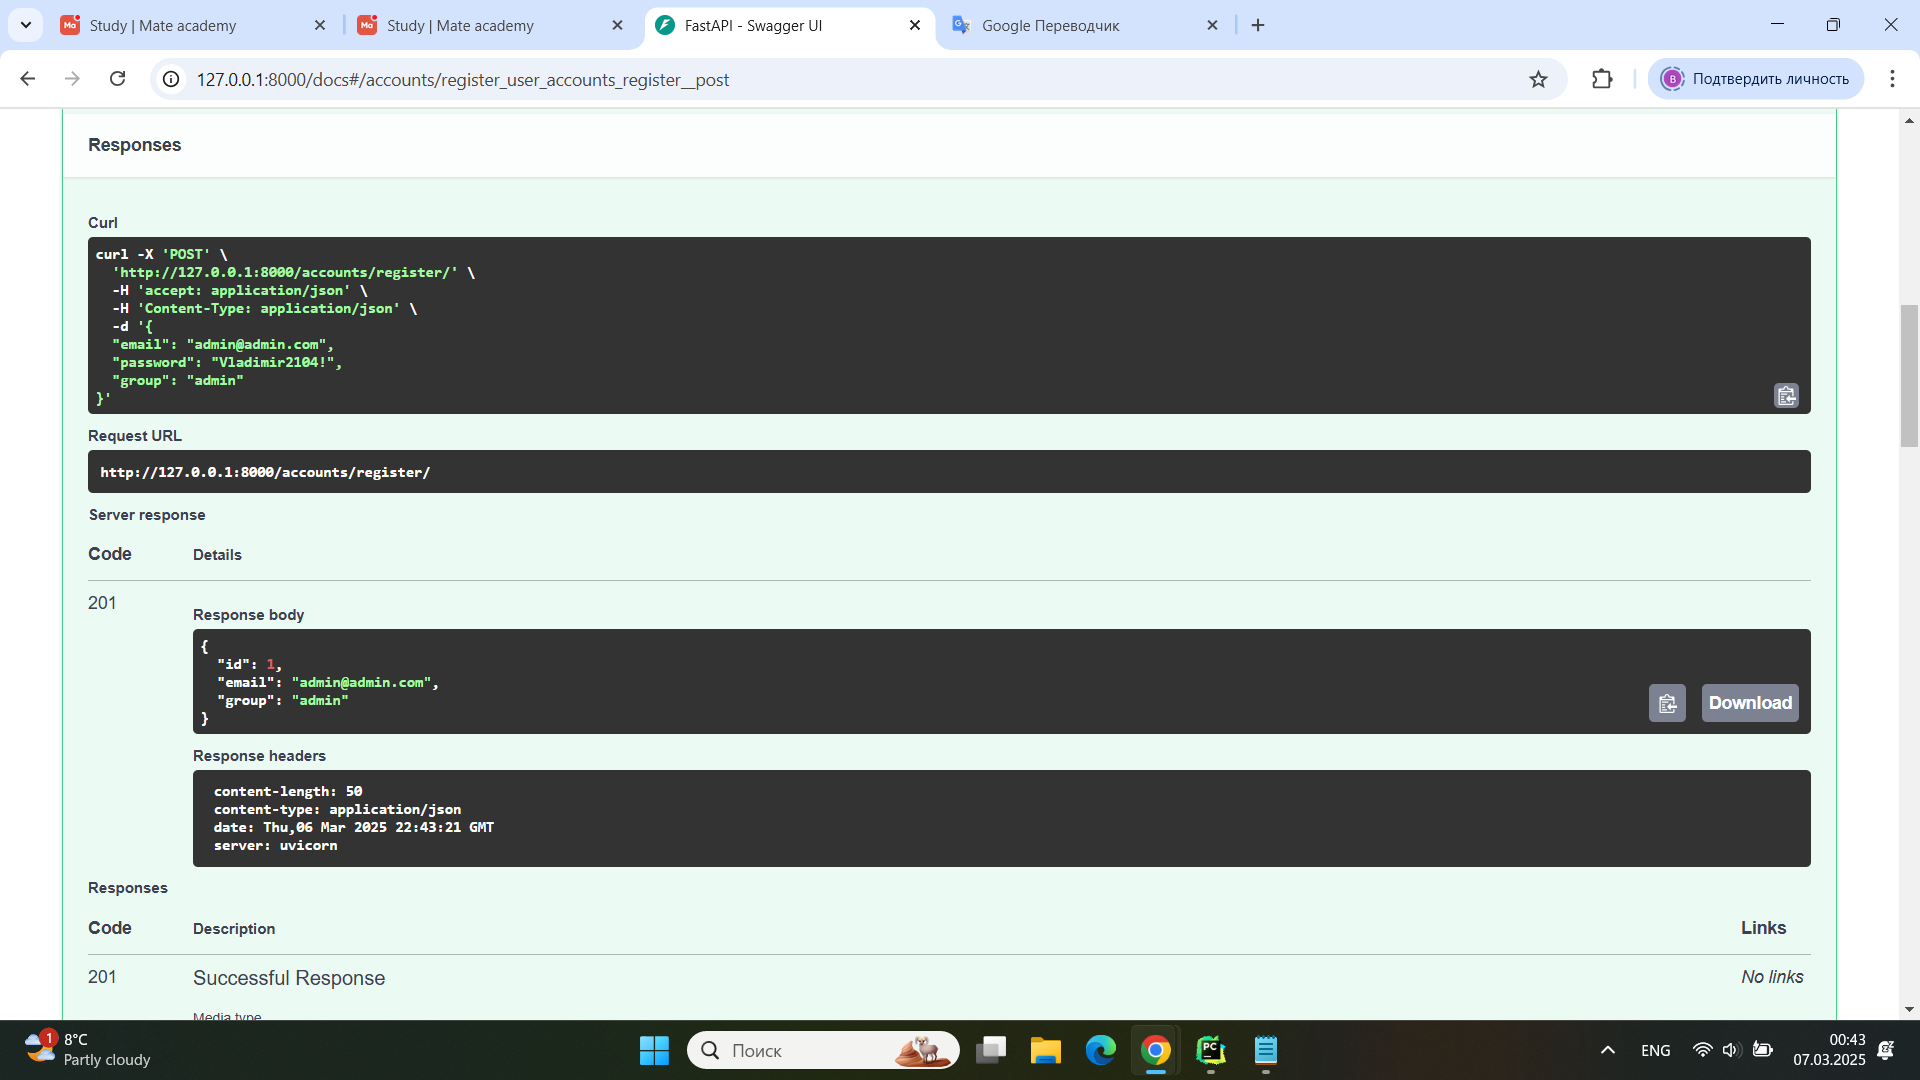 Study | Mate academy
Study | Mate academy
FastAPI - Swagger UI
Google Переводчик
127.0.0.1:8000/docs#/accounts/register_user_accounts_register__post
Подтвердить личность
Responses
Curl
curl -X 'POST' \
'http://127.0.0.1:8000/accounts/register/' \
-H 'accept: application/json' \
-H 'Content-Type: application/json' \
-d '{
"email": "admin@admin.com",
"password": "Vladimir2104!",
"group": "admin"
}'
Request URL
http://127.0.0.1:8000/accounts/register/
Server response
Code Details
201
Response body
{
"id": 1,
"email": "admin@admin.com",
"group": "admin"
}
Download
Response headers
content-length: 50
content-type: application/json
date: Thu,06 Mar 2025 22:43:21 GMT
server: uvicorn
Responses
Code Description Links
201 Successful Response No links
Media type
1
8°C
Partly cloudy
Поиск
ENG
00:43
07.03.2025